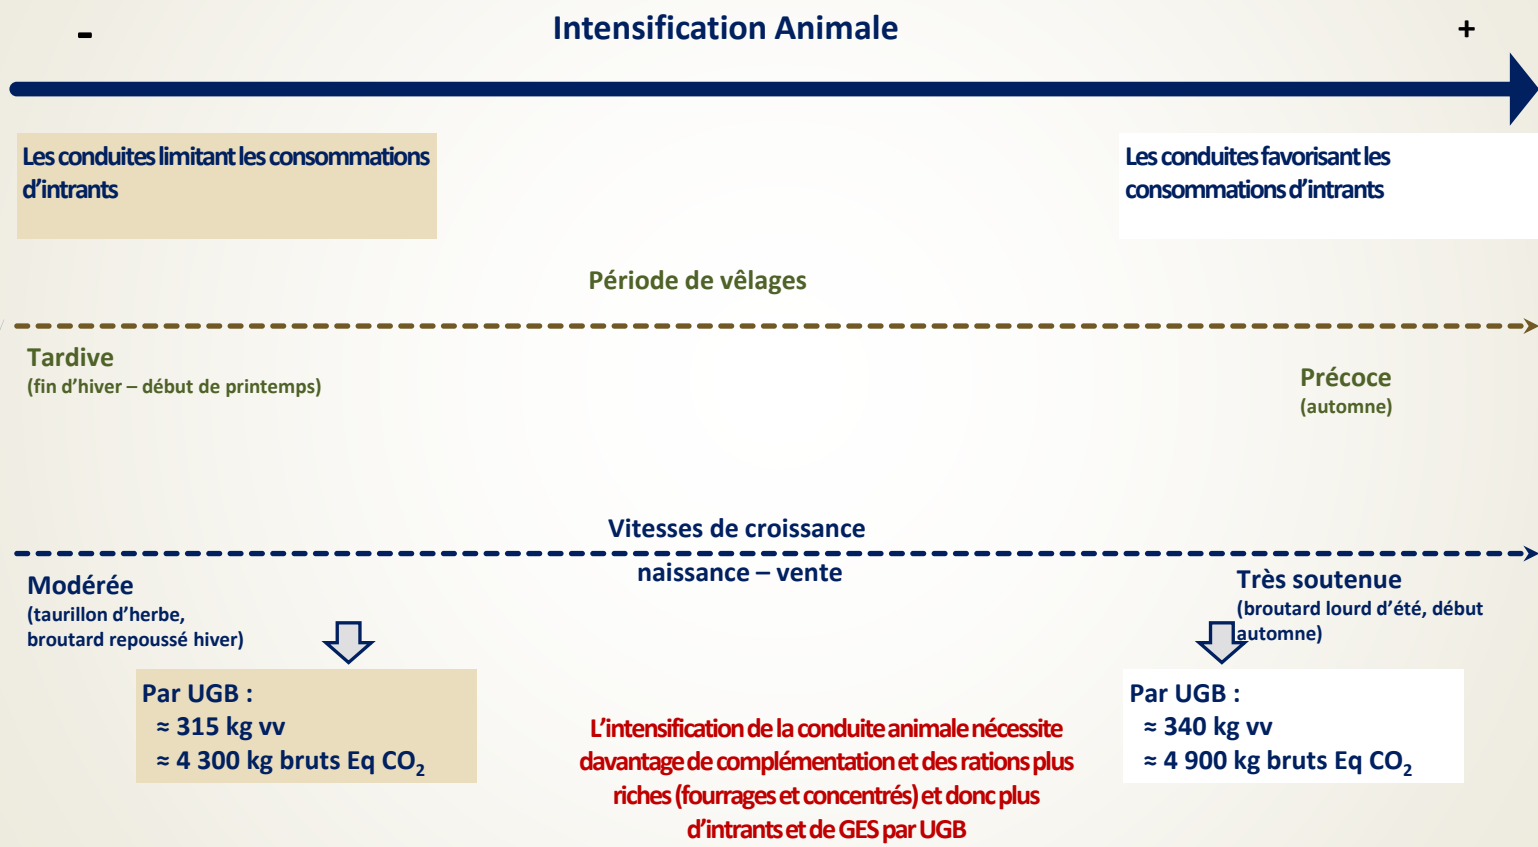 - Intensification Animale +
Les conduites limitant les consommations
d’intrants
Les conduites favorisant les
consommations d’intrants
Période de vêlages
Tardive
(fin d’hiver – début de printemps)
Précoce
(automne)
Vitesses de croissance
naissance – vente
Modérée
(taurillon d’herbe,
broutard repoussé hiver)
Très soutenue
(broutard lourd d’été, début
automne)
Par UGB :
≈ 315 kg vv
≈ 4 300 kg bruts Eq CO₂
L’intensification de la conduite animale nécessite
davantage de complémentation et des rations plus
riches (fourrages et concentrés) et donc plus
d’intrants et de GES par UGB
Par UGB :
≈ 340 kg vv
≈ 4 900 kg bruts Eq CO₂